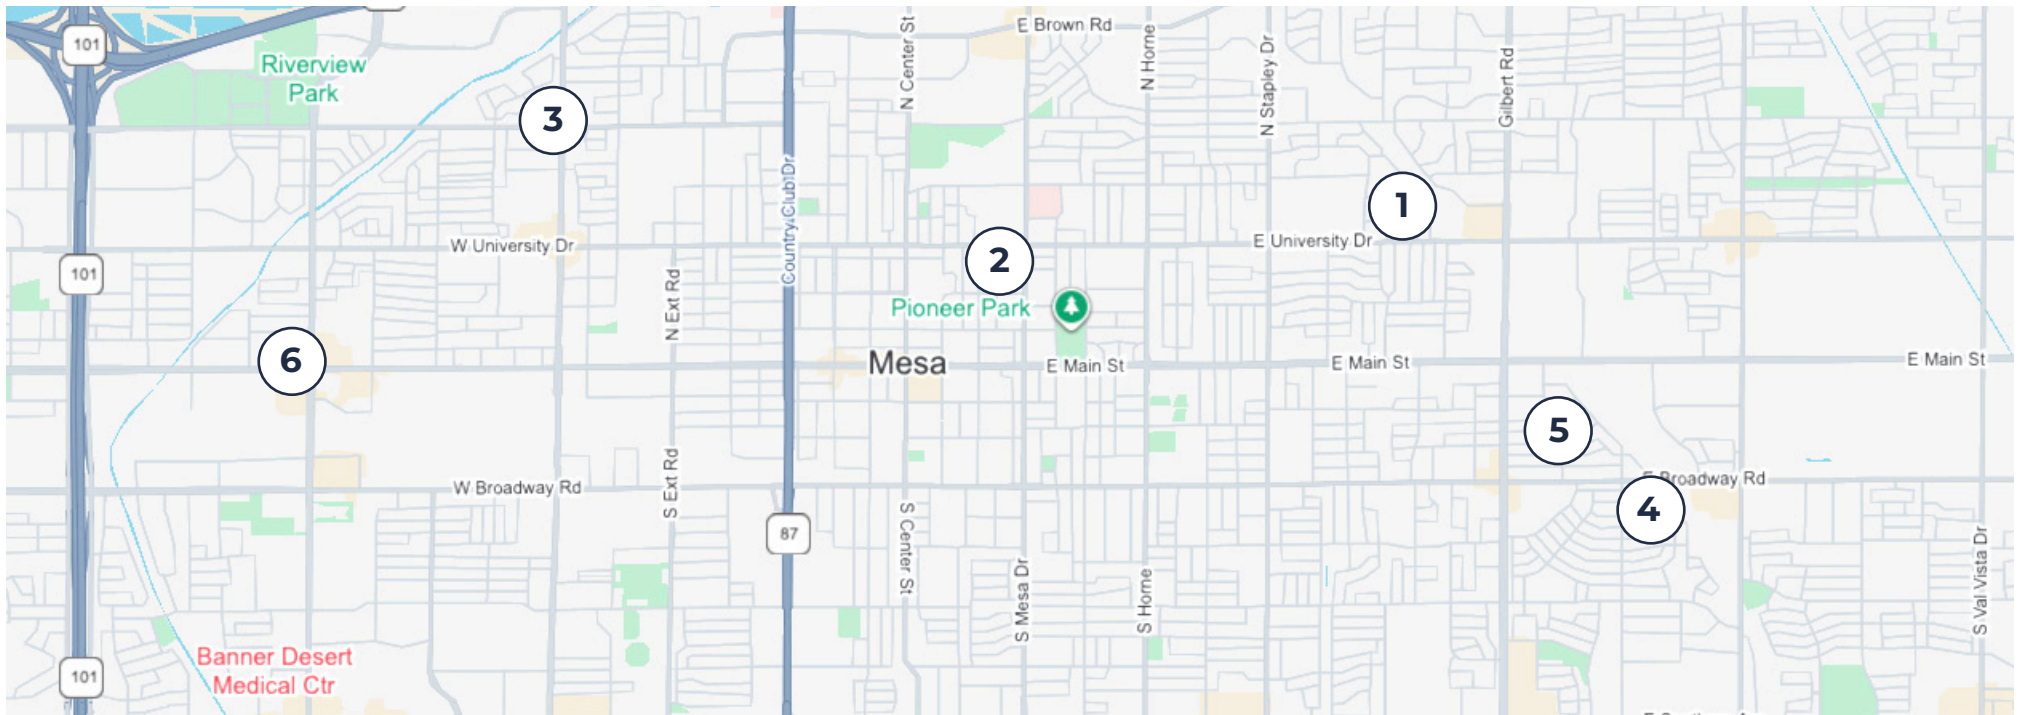 101
Riverview
Park
3
N Center St
E Brown Rd
N Horne
N Stapley Dr
Gilbert Rd
Country Club Dr
1
W University Dr
2
E University Dr
101
N Ext Rd
Pioneer Park
6
Mesa
E Main St
E Main St
E Main St
5
W Broadway Rd
S Ext Rd
E Broadway Rd
4
87
S Center St
S Mesa Dr
S Horne
S Val Vista Dr
Banner Desert
Medical Ctr
101